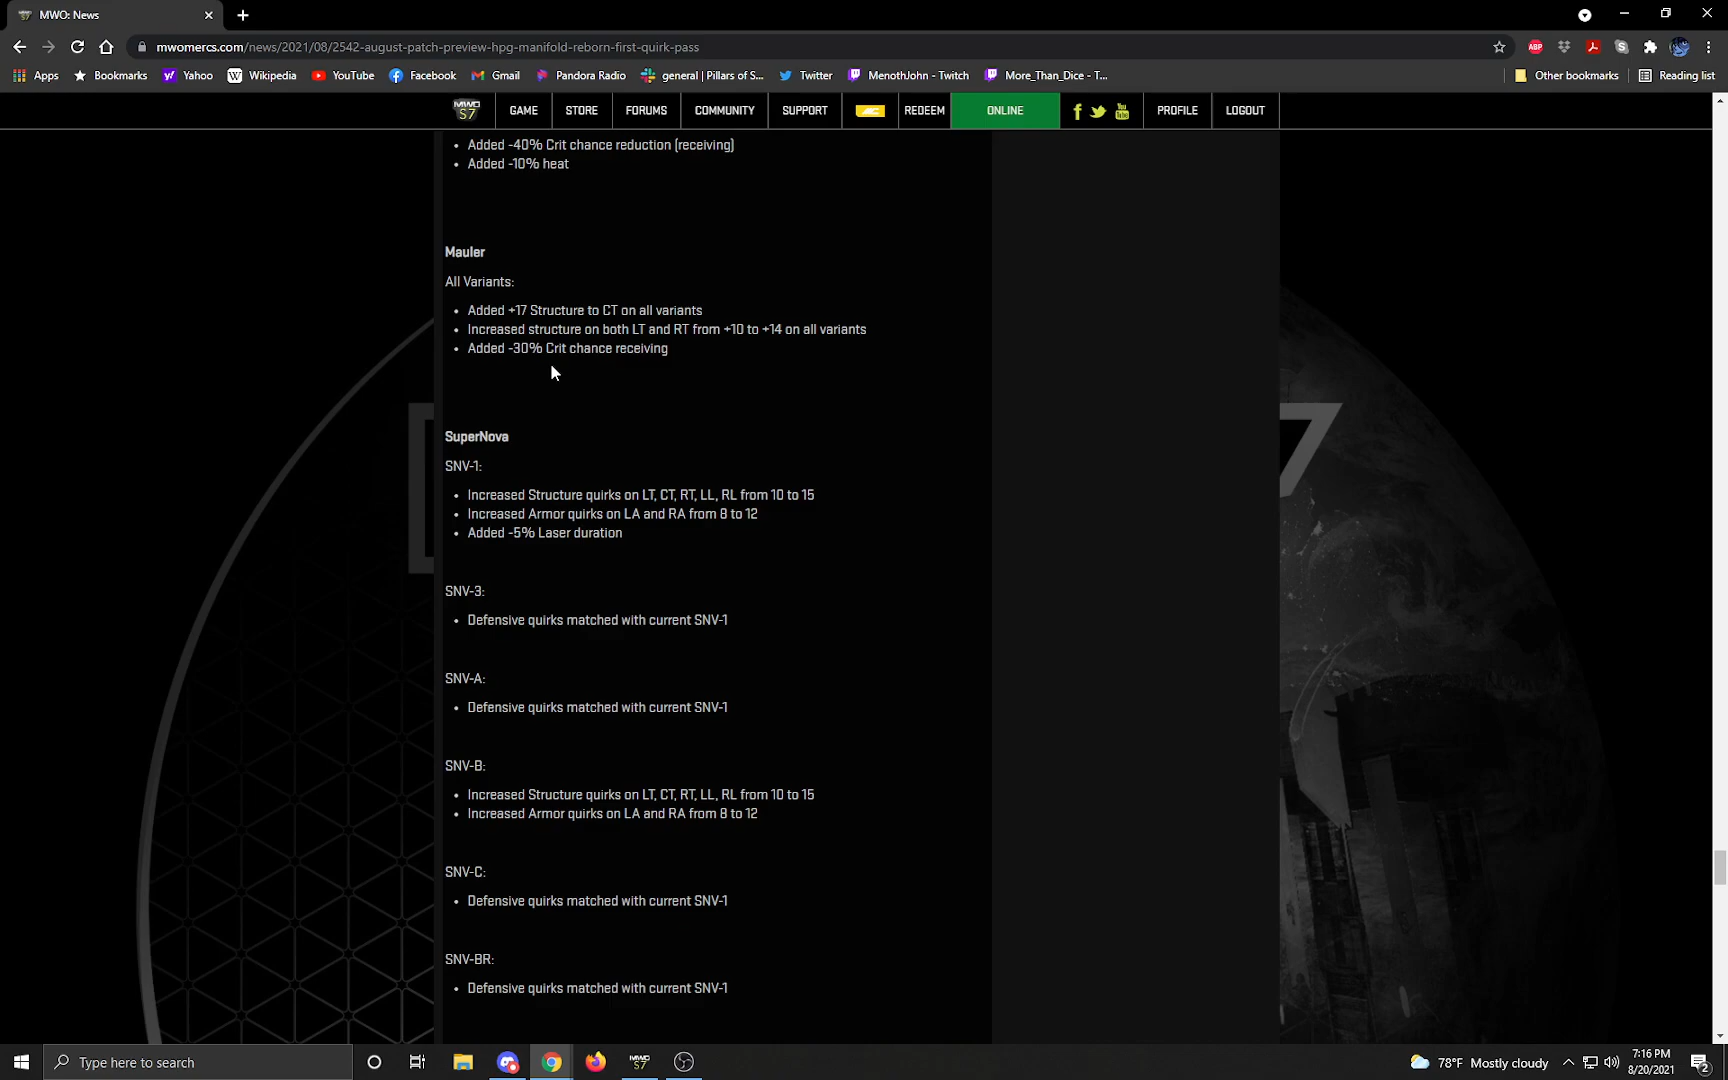 MWO: News
mwomercs.com/news/2021/08/2542-august-patch-preview-hpg-manifold-reborn-first-quirk-pass
Apps Bookmarks Yahoo Wikipedia YouTube Facebook Gmail Pandora Radio general | Pillars of S... Twitter MenothJohn - Twitch More_Than_Dice - T... Other bookmarks Reading list
MWO S7 GAME STORE FORUMS COMMUNITY SUPPORT MC REDEEM ONLINE PROFILE LOGOUT
• Added -40% Crit chance reduction (receiving)
• Added -10% heat
Mauler
All Variants:
• Added +17 Structure to CT on all variants
• Increased structure on both LT and RT from +10 to +14 on all variants
• Added -30% Crit chance receiving
SuperNova
SNV-1:
• Increased Structure quirks on LT, CT, RT, LL, RL from 10 to 15
• Increased Armor quirks on LA and RA from 8 to 12
• Added -5% Laser duration
SNV-3:
• Defensive quirks matched with current SNV-1
SNV-A:
• Defensive quirks matched with current SNV-1
SNV-B:
• Increased Structure quirks on LT, CT, RT, LL, RL from 10 to 15
• Increased Armor quirks on LA and RA from 8 to 12
SNV-C:
• Defensive quirks matched with current SNV-1
SNV-BR:
• Defensive quirks matched with current SNV-1
Type here to search 78°F Mostly cloudy 7:16 PM
8/20/2021 2